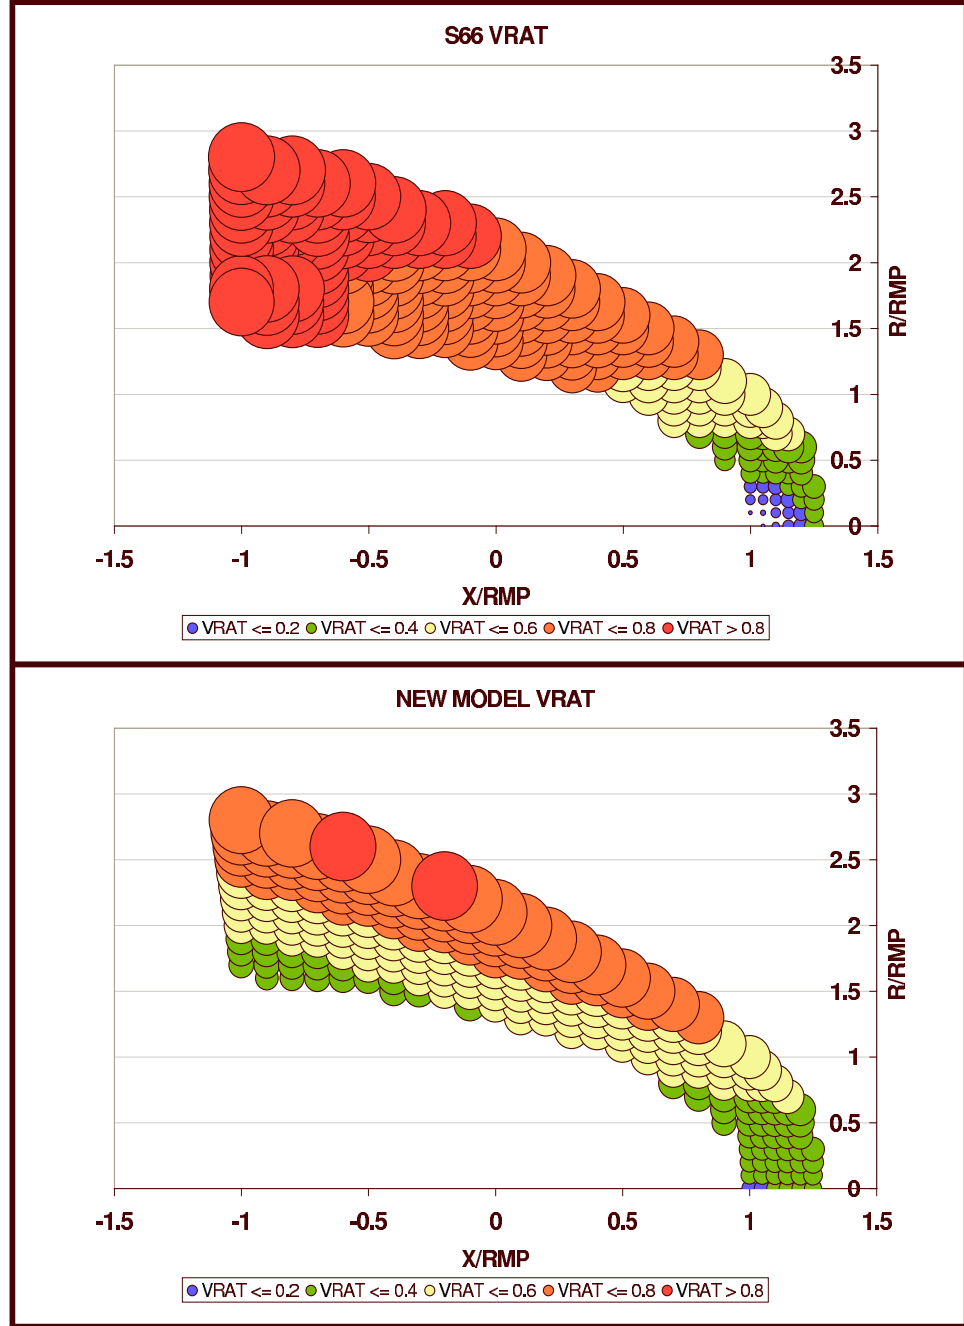 S66 VRAT
3.5
3
2.5
2
1.5
1
0.5
0
R/RMP
-1.5 -1 -0.5 0 0.5 1 1.5
X/RMP
VRAT <= 0.2 VRAT <= 0.4 VRAT <= 0.6 VRAT <= 0.8 VRAT > 0.8
NEW MODEL VRAT
3.5
3
2.5
2
1.5
1
0.5
0
R/RMP
-1.5 -1 -0.5 0 0.5 1 1.5
X/RMP
VRAT <= 0.2 VRAT <= 0.4 VRAT <= 0.6 VRAT <= 0.8 VRAT > 0.8